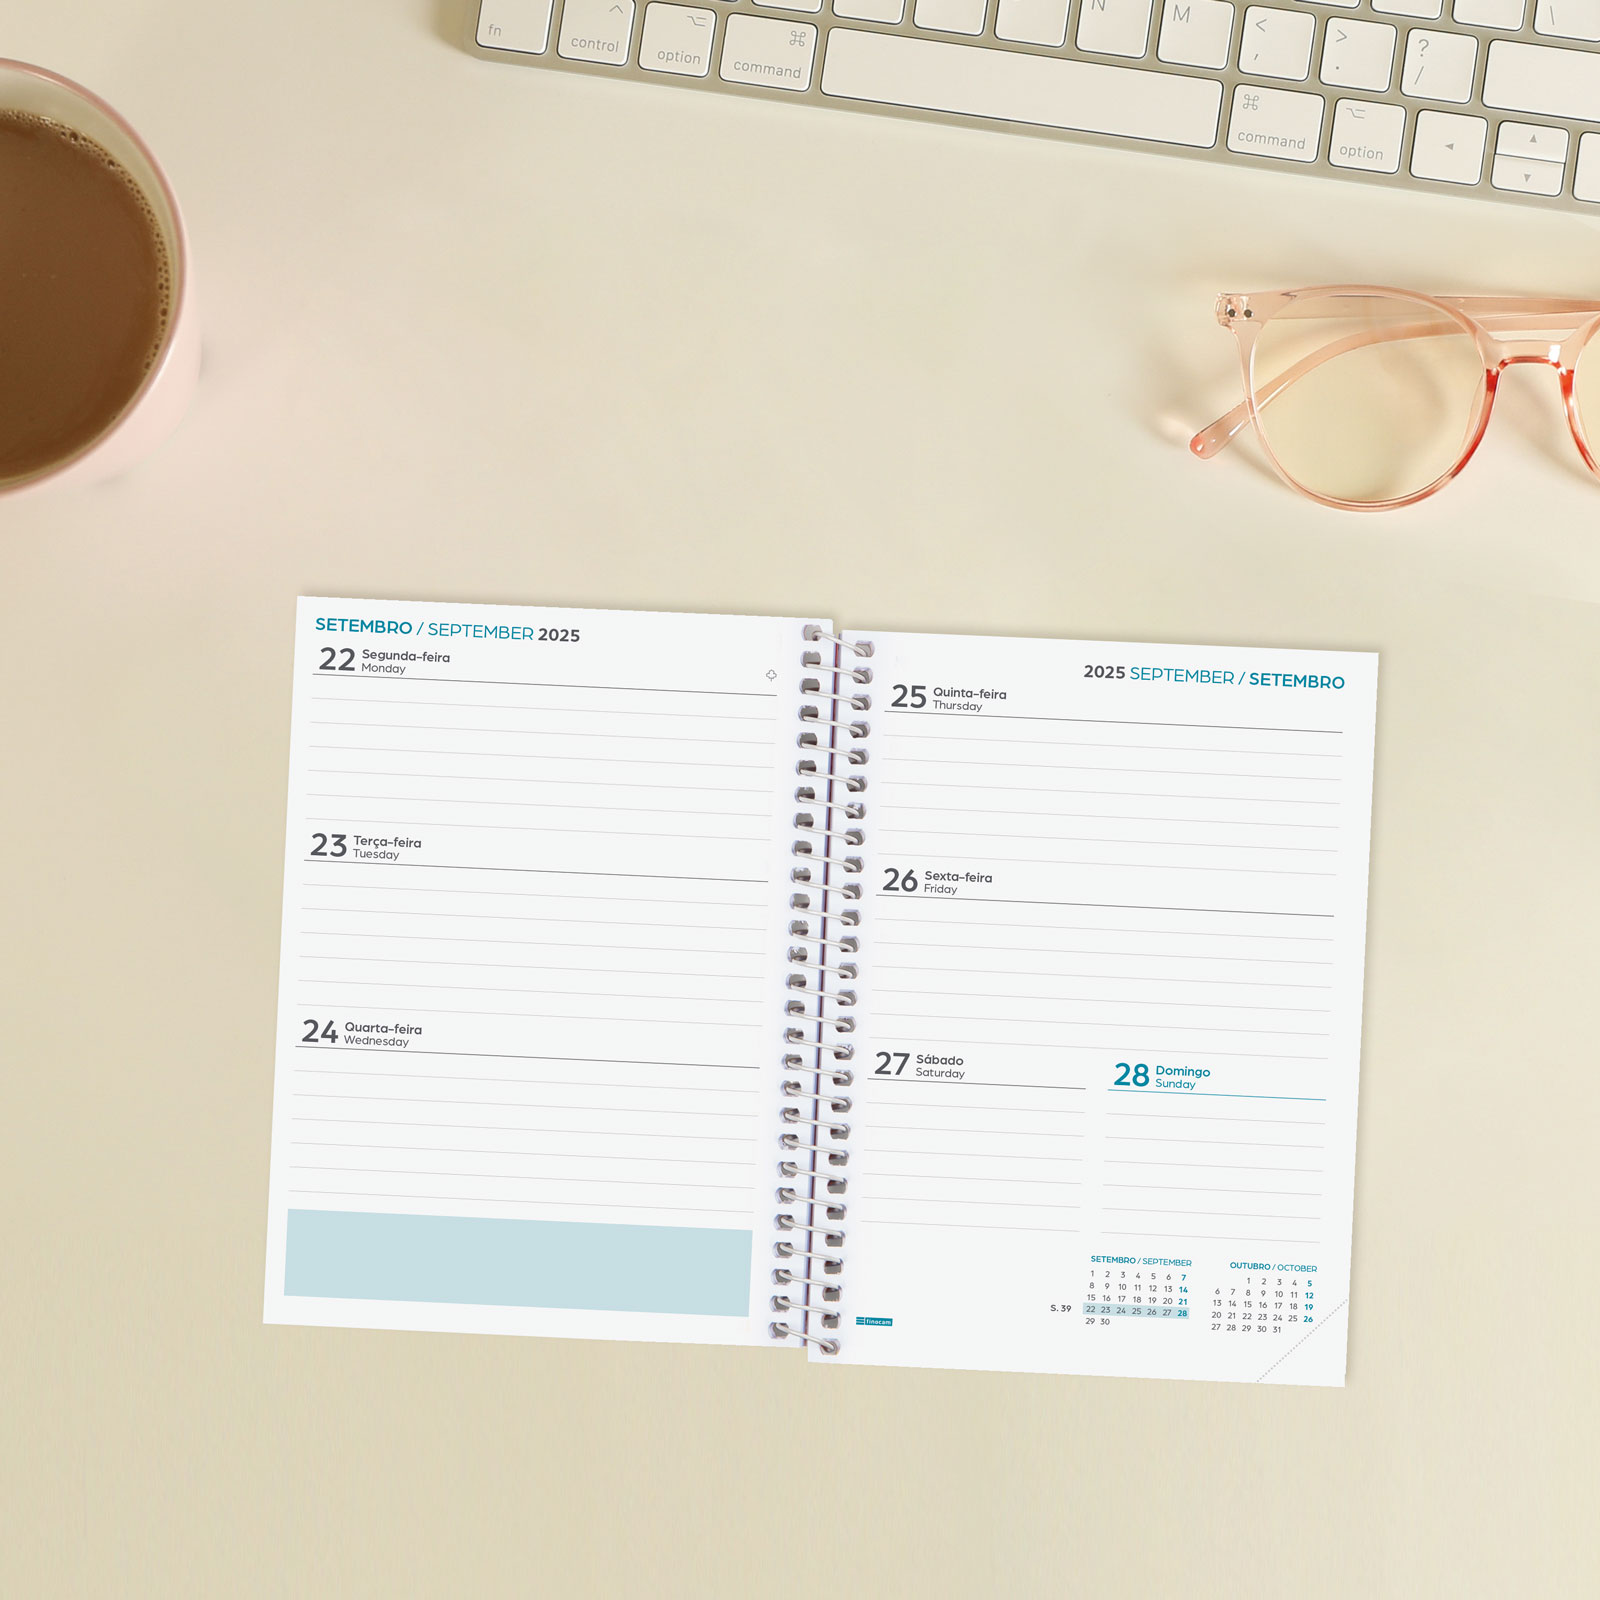 N
M
<
,
>
.
?
/
\
fn
control
option
command
command
option
SETEMBRO / SEPTEMBER 2025
22 Segunda-feira
Monday
23 Terça-feira
Tuesday
24 Quarta-feira
Wednesday
2025 SEPTEMBER / SETEMBRO
25 Quinta-feira
Thursday
26 Sexta-feira
Friday
27 Sábado
Saturday
28 Domingo
Sunday
SETEMBRO / SEPTEMBER
1 2 3 4 5 6 7
8 9 10 11 12 13 14
15 16 17 18 19 20 21
S. 39 22 23 24 25 26 27 28
29 30
OUTUBRO / OCTOBER
1 2 3 4 5
6 7 8 9 10 11 12
13 14 15 16 17 18 19
20 21 22 23 24 25 26
27 28 29 30 31
finocam